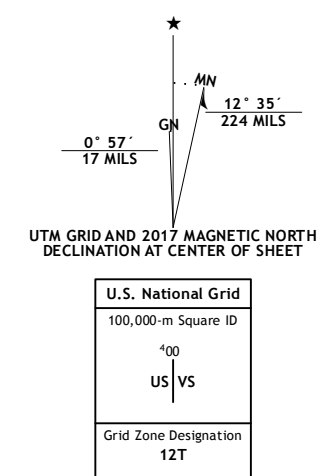 ★
MN
GN
12° 35´
224 MILS
0° 57´
17 MILS
UTM GRID AND 2017 MAGNETIC NORTH
DECLINATION AT CENTER OF SHEET
U.S. National Grid
100,000-m Square ID
⁴00
US VS
Grid Zone Designation
12T